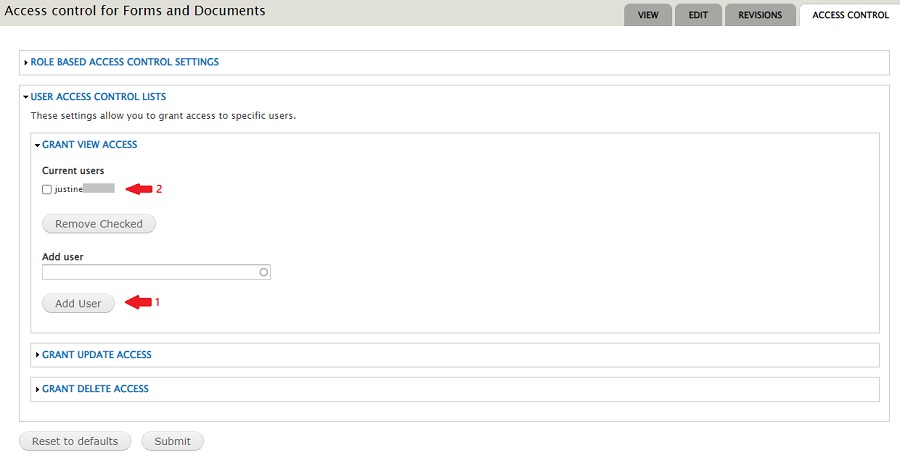 Access control for Forms and Documents
VIEW
EDIT
REVISIONS
ACCESS CONTROL
ROLE BASED ACCESS CONTROL SETTINGS
USER ACCESS CONTROL LISTS
These settings allow you to grant access to specific users.
GRANT VIEW ACCESS
Current users
justine
2
Remove Checked
Add user
Add User
1
GRANT UPDATE ACCESS
GRANT DELETE ACCESS
Reset to defaults
Submit